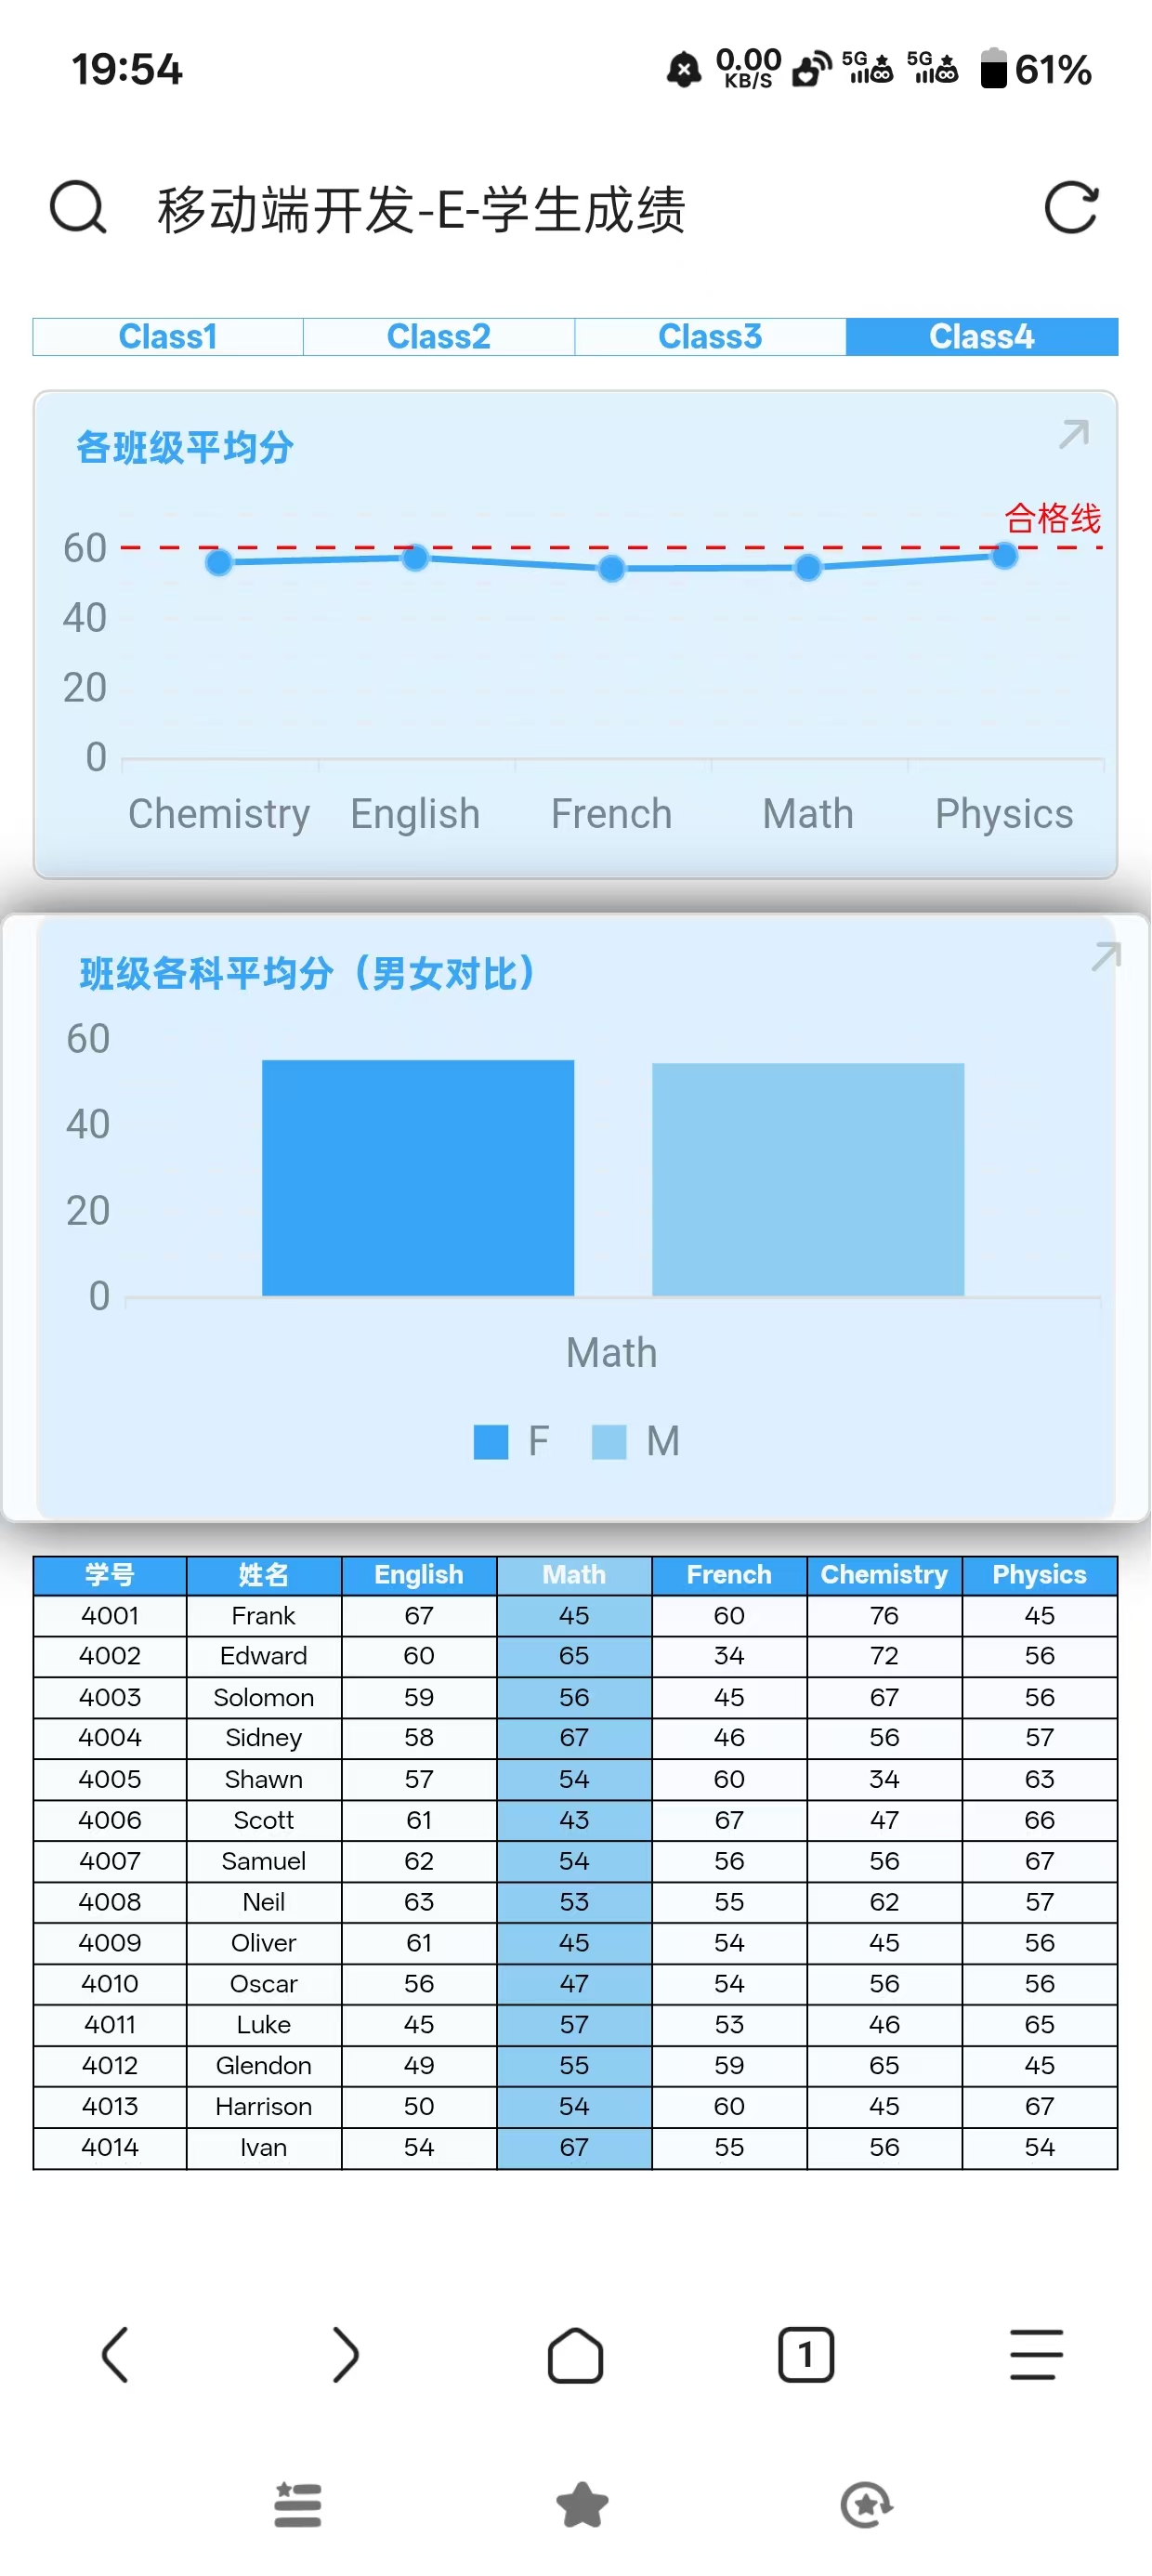 19:54 0.00 KB/S 5G 5G 61%
移动端开发-E-学生成绩
Class1 Class2 Class3 Class4
各班级平均分
合格线
60
40
20
0
Chemistry English French Math Physics
班级各科平均分（男女对比）
60
40
20
0
Math
F M
学号 姓名 English Math French Chemistry Physics
4001 Frank 67 45 60 76 45
4002 Edward 60 65 34 72 56
4003 Solomon 59 56 45 67 56
4004 Sidney 58 67 46 56 57
4005 Shawn 57 54 60 34 63
4006 Scott 61 43 67 47 66
4007 Samuel 62 54 56 56 67
4008 Neil 63 53 55 62 57
4009 Oliver 61 45 54 45 56
4010 Oscar 56 47 54 56 56
4011 Luke 45 57 53 46 65
4012 Glendon 49 55 59 65 45
4013 Harrison 50 54 60 45 67
4014 Ivan 54 67 55 56 54
1